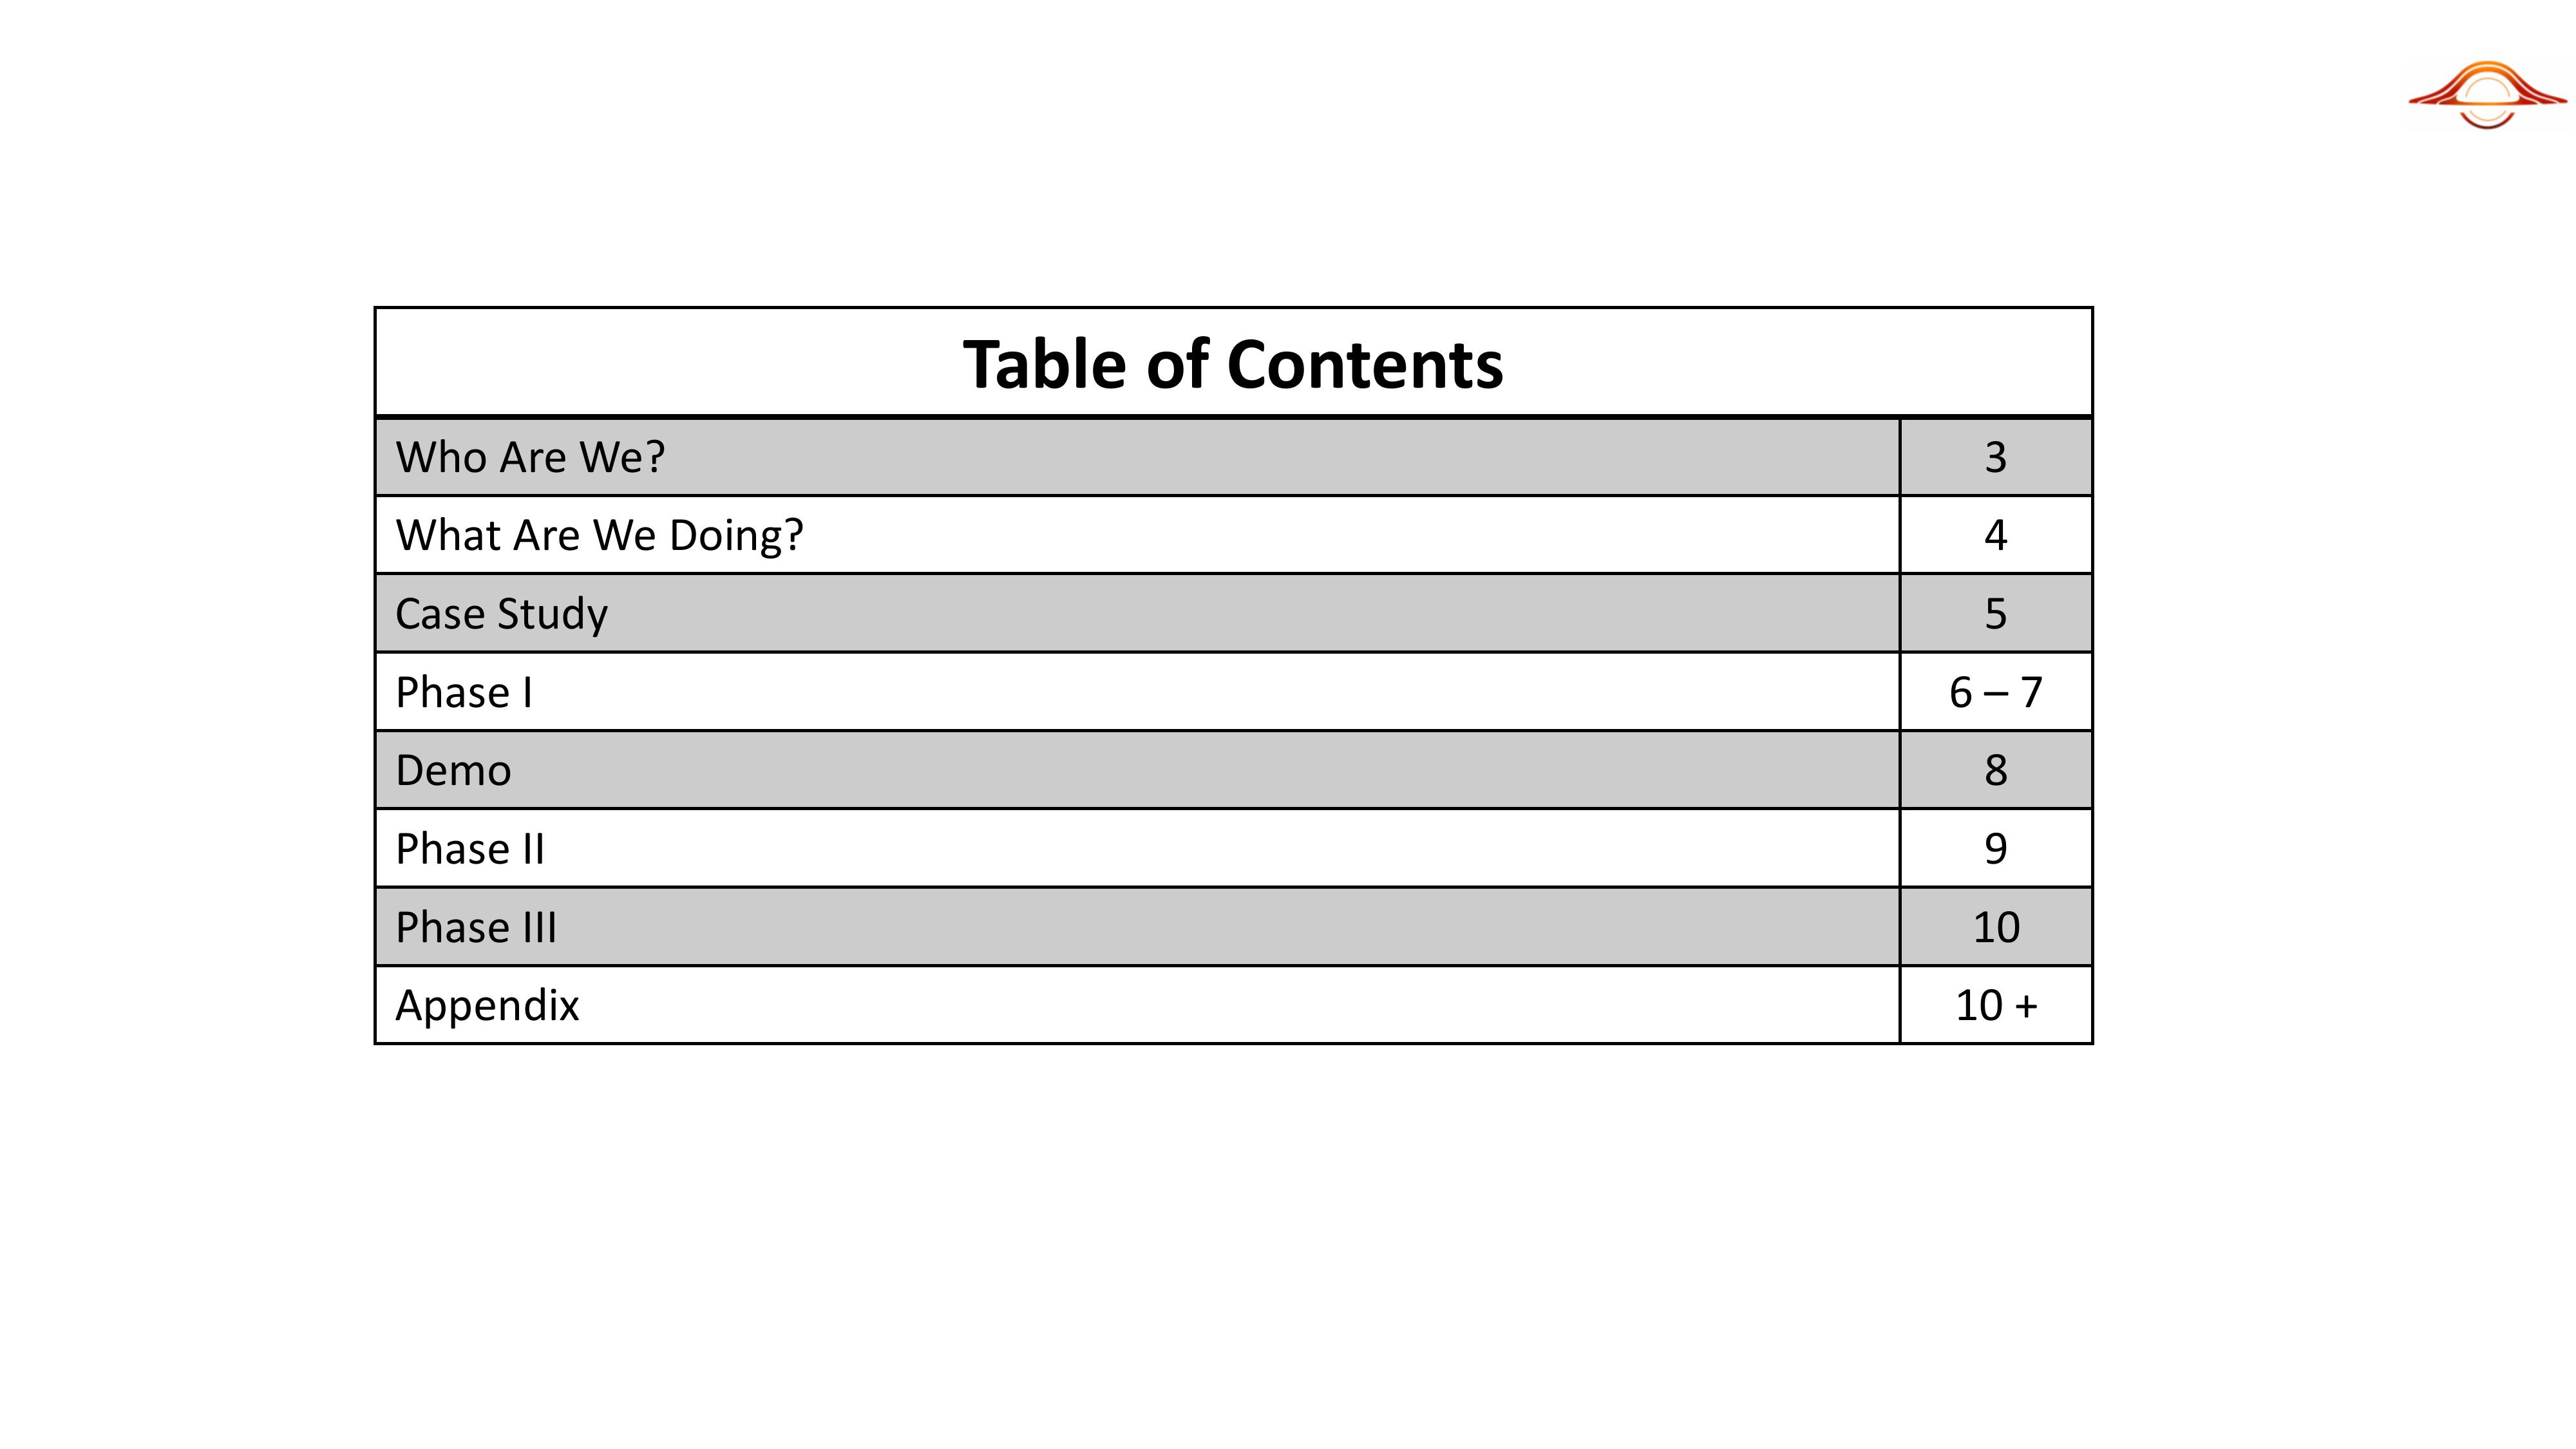 Table of Contents
Who Are We? 3
What Are We Doing? 4
Case Study 5
Phase I 6 – 7
Demo 8
Phase II 9
Phase III 10
Appendix 10 +